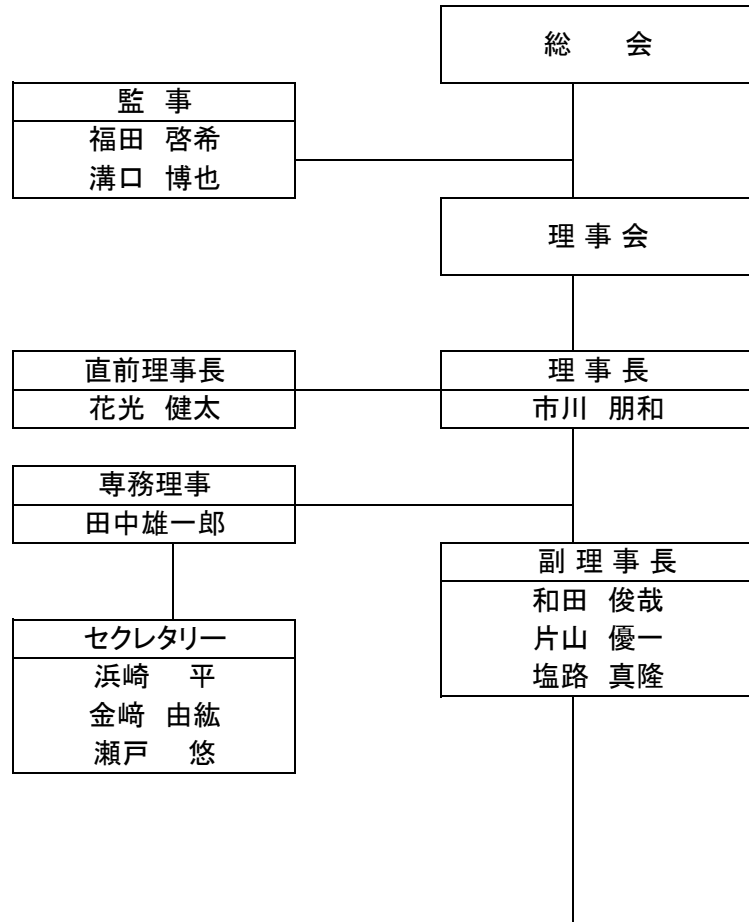 総　会
監 事
福田 啓希
溝口 博也
理 事 会
直前理事長
花光 健太
理 事 長
市川 朋和
専務理事
田中雄一郎
副 理 事 長
和田 俊哉
片山 優一
塩路 真隆
セクレタリー
浜崎　平
金﨑 由紘
瀬戸　悠